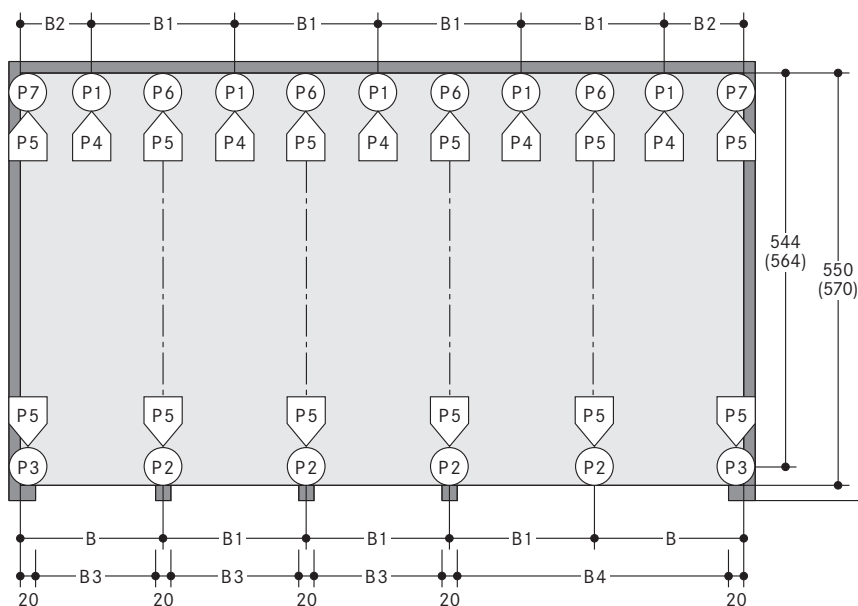 B2 B1 B1 B1 B1 B2
P7 P1 P6 P1 P6 P1 P6 P1 P6 P1 P7
P5 P4 P5 P4 P5 P4 P5 P4 P5 P4 P5
544
(564)
550
(570)
P5 P5 P5 P5 P5 P5
P3 P2 P2 P2 P2 P3
B B1 B1 B1 B
B3 B3 B3 B4
20 20 20 20 20